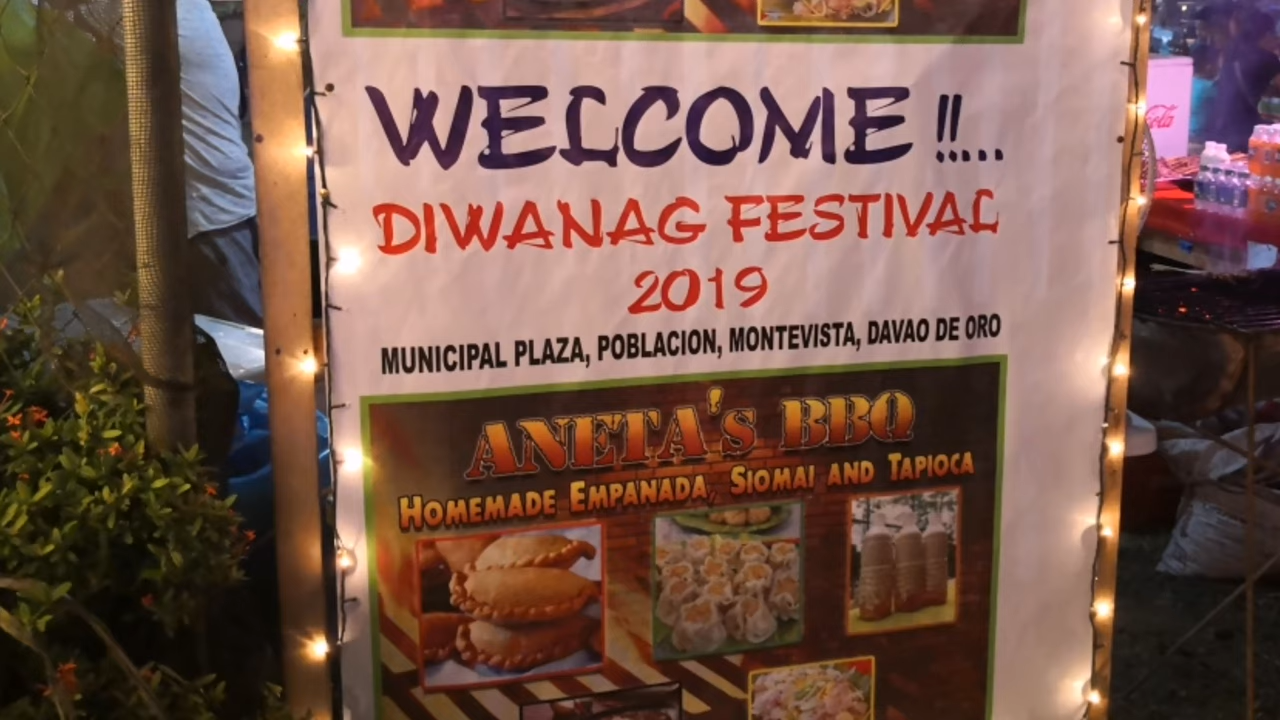 WELCOME !!...
DIWANAG FESTIVAL
2019
MUNICIPAL PLAZA, POBLACION, MONTEVISTA, DAVAO DE ORO
ANETA's BBQ
HOMEMADE EMPANADA, SIOMAI AND TAPIOCA